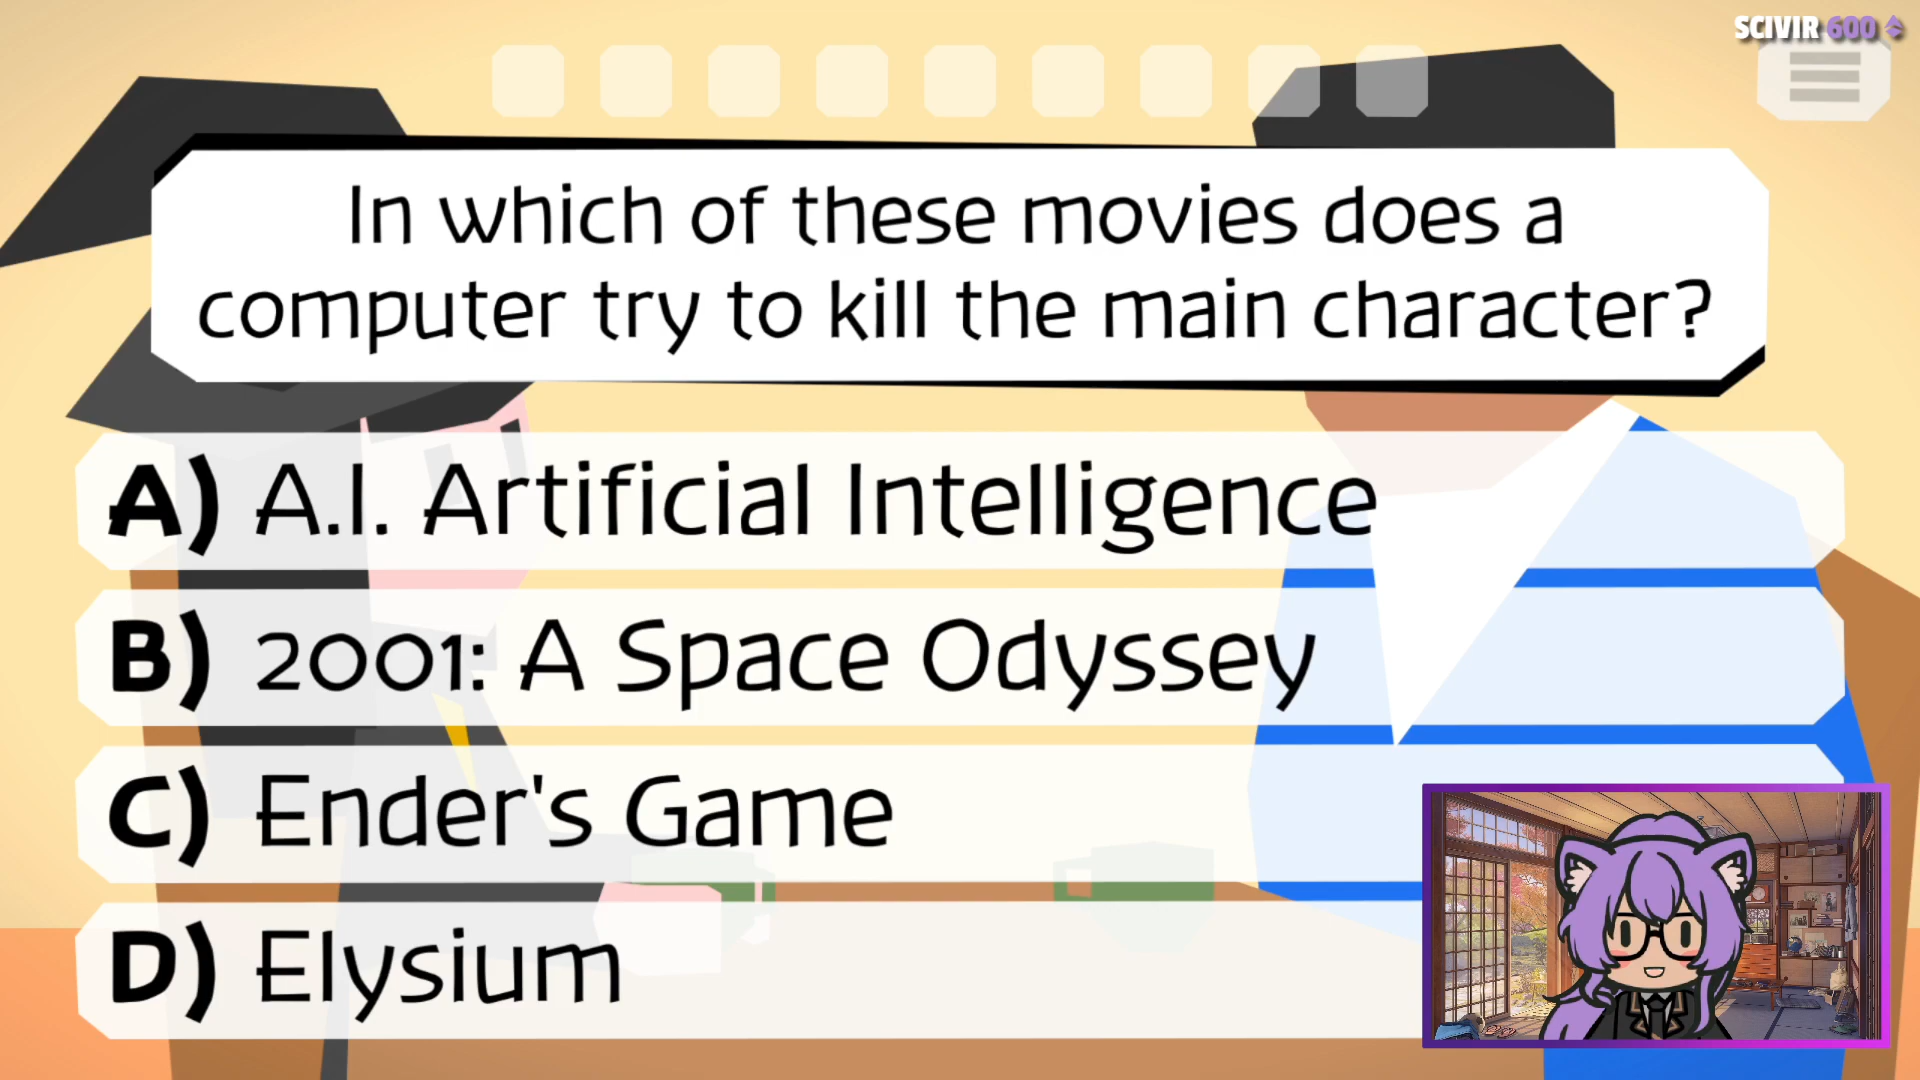 SCIVIR 600
In which of these movies does a
computer try to kill the main character?
A) A.I. Artificial Intelligence
B) 2001: A Space Odyssey
C) Ender's Game
D) Elysium